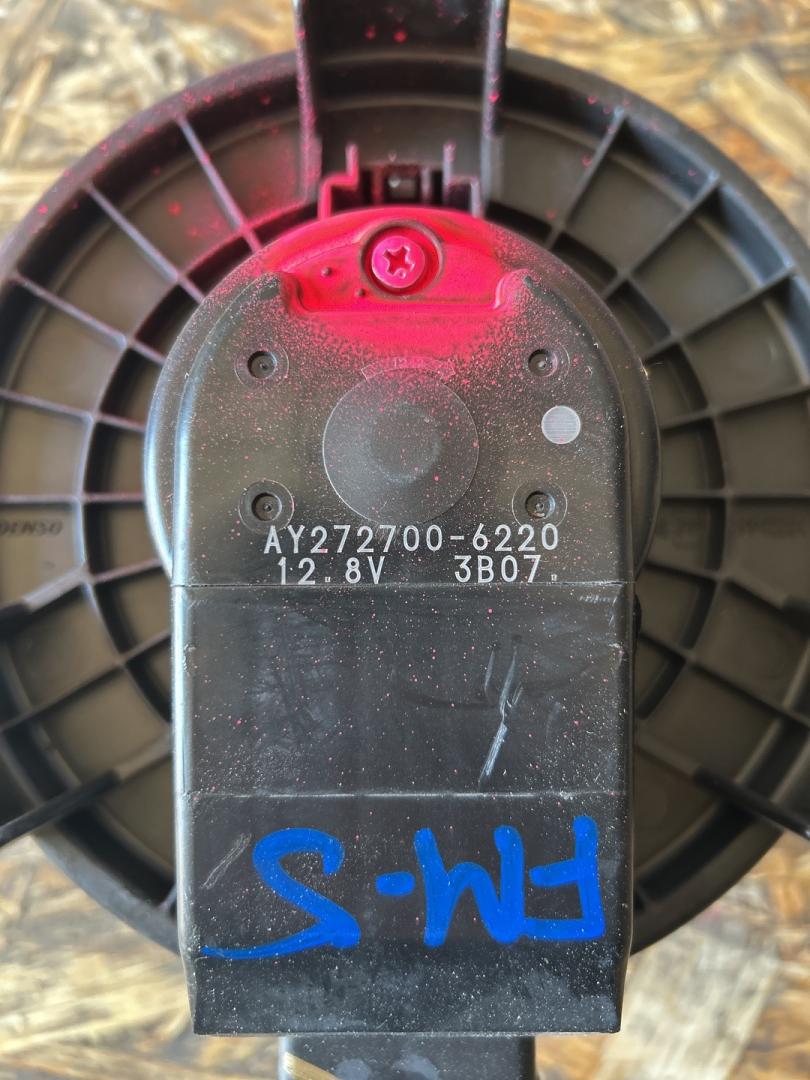 DENSO
AY272700-6220
12.8V 3B07
FM-S